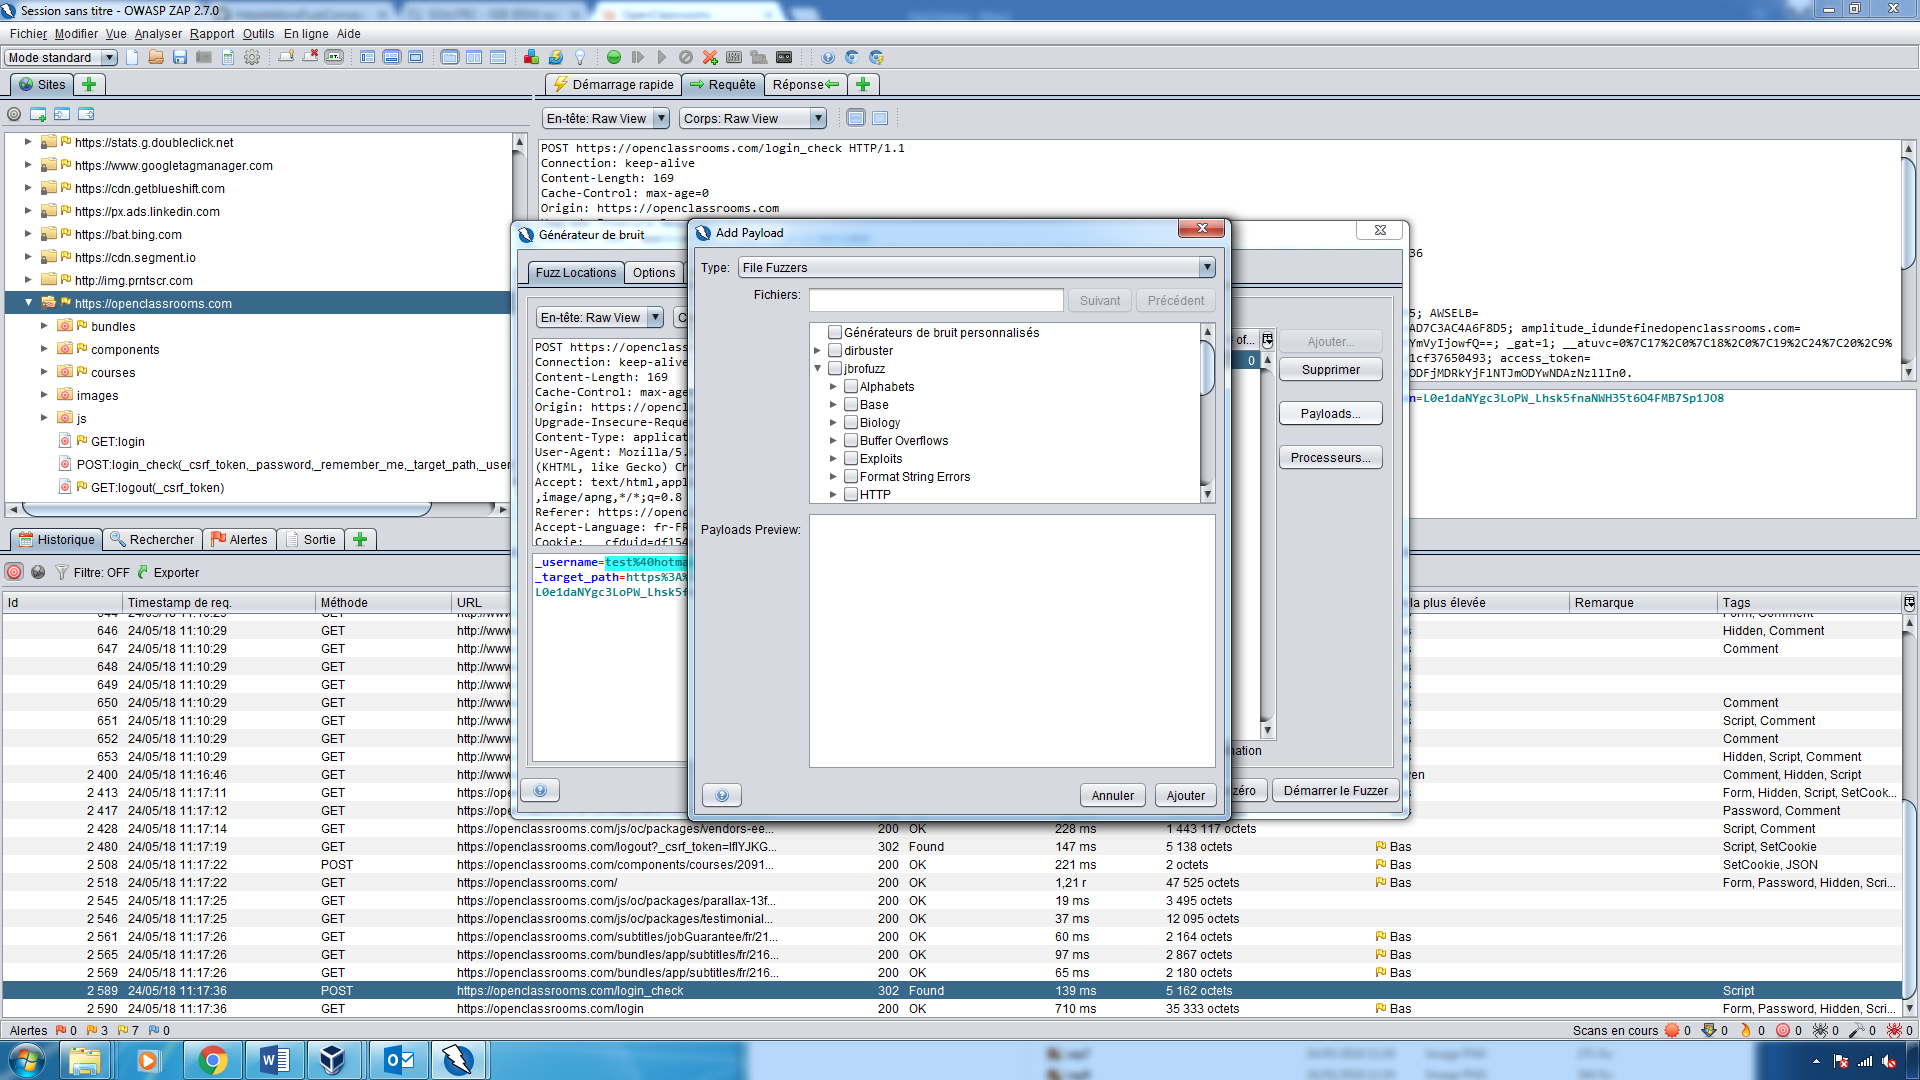 Session sans titre - OWASP ZAP 2.7.0
Fichier Modifier Vue Analyser Rapport Outils En ligne Aide
Mode standard
Sites
Démarrage rapide Requête Réponse
En-tête: Raw View Corps: Raw View
https://stats.g.doubleclick.net
https://www.googletagmanager.com
https://cdn.getblueshift.com
https://px.ads.linkedin.com
https://bat.bing.com
https://cdn.segment.io
http://img.prntscr.com
https://openclassrooms.com
bundles
components
courses
images
js
GET:login
POST:login_check(_csrf_token,_password,_remember_me,_target_path,_user
GET:logout(_csrf_token)
POST https://openclassrooms.com/login_check HTTP/1.1
Connection: keep-alive
Content-Length: 169
Cache-Control: max-age=0
Origin: https://openclassrooms.com
36
5; AWSELB=
AD7C3AC4A6F8D5; amplitude_idundefinedopenclassrooms.com=
YmVyIjowfQ==; _gat=1; __atuvc=0%7C17%2C0%7C18%2C0%7C19%2C24%7C20%2C9%
1cf37650493; access_token=
ODFjMDRkYjFlNTJmODYwNDAzNzllIn0.
n=L0e1daNYgc3LoPW_Lhsk5fnaNWH35t6O4FMB7Sp1JO8
Générateur de bruit
Fuzz Locations Options
En-tête: Raw View C
POST https://openclass
Connection: keep-alive
Content-Length: 169
Cache-Control: max-age
Origin: https://opencl
Upgrade-Insecure-Reque
Content-Type: applicat
User-Agent: Mozilla/5.
(KHTML, like Gecko) Ch
Accept: text/html,appl
,image/apng,*/*;q=0.8
Referer: https://openc
Accept-Language: fr-FR
Cookie: __cfduid=df154
_username=test%40hotma
_target_path=https%3A%
L0e1daNYgc3LoPW_Lhsk5f
of...
0
Ajouter...
Supprimer
Payloads...
Processeurs...
mation
zéro Démarrer le Fuzzer
Add Payload
Type: File Fuzzers
Fichiers: Suivant Précédent
Générateurs de bruit personnalisés
dirbuster
jbrofuzz
Alphabets
Base
Biology
Buffer Overflows
Exploits
Format String Errors
HTTP
Payloads Preview:
Annuler Ajouter
Historique Rechercher Alertes Sortie
Filtre: OFF Exporter
Id Timestamp de req. Méthode URL la plus élevée Remarque Tags
644 24/05/18 11:10:29 GET http://www Form, Comment
646 24/05/18 11:10:29 GET http://www Hidden, Comment
647 24/05/18 11:10:29 GET http://www Comment
648 24/05/18 11:10:29 GET http://www
649 24/05/18 11:10:29 GET http://www
650 24/05/18 11:10:29 GET http://www Comment
651 24/05/18 11:10:29 GET http://www Script, Comment
652 24/05/18 11:10:29 GET http://www Comment
653 24/05/18 11:10:29 GET http://www Hidden, Script, Comment
2 400 24/05/18 11:16:46 GET http://www en Comment, Hidden, Script
2 413 24/05/18 11:17:11 GET https://ope Form, Hidden, Script, SetCook...
2 417 24/05/18 11:17:12 GET https://ope Password, Comment
2 428 24/05/18 11:17:14 GET https://openclassrooms.com/js/oc/packages/vendors-ee... 200 OK 228 ms 1 443 117 octets Script, Comment
2 480 24/05/18 11:17:19 GET https://openclassrooms.com/logout?_csrf_token=IflYJKG... 302 Found 147 ms 5 138 octets Bas Script, SetCookie
2 508 24/05/18 11:17:22 POST https://openclassrooms.com/components/courses/2091... 200 OK 221 ms 2 octets Bas SetCookie, JSON
2 518 24/05/18 11:17:22 GET https://openclassrooms.com/ 200 OK 1,21 r 47 525 octets Bas Form, Password, Hidden, Scri...
2 545 24/05/18 11:17:25 GET https://openclassrooms.com/js/oc/packages/parallax-13f... 200 OK 19 ms 3 495 octets
2 546 24/05/18 11:17:25 GET https://openclassrooms.com/js/oc/packages/testimonial... 200 OK 37 ms 12 095 octets
2 561 24/05/18 11:17:26 GET https://openclassrooms.com/subtitles/jobGuarantee/fr/21... 200 OK 60 ms 2 164 octets Bas
2 565 24/05/18 11:17:26 GET https://openclassrooms.com/bundles/app/subtitles/fr/216... 200 OK 97 ms 2 867 octets Bas
2 569 24/05/18 11:17:26 GET https://openclassrooms.com/bundles/app/subtitles/fr/216... 200 OK 65 ms 2 180 octets Bas
2 589 24/05/18 11:17:36 POST https://openclassrooms.com/login_check 302 Found 139 ms 5 162 octets Script
2 590 24/05/18 11:17:36 GET https://openclassrooms.com/login 200 OK 710 ms 35 333 octets Bas Form, Password, Hidden, Scri...
Alertes 0 3 7 0 Scans en cours 0 0 0 0 0 0 0